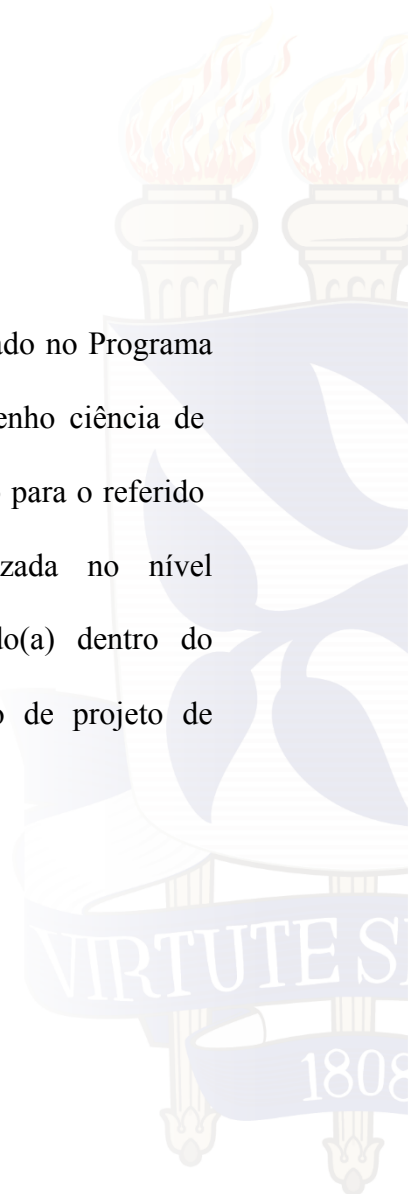 ado no Programa
enho ciência de
para o referido
zada no nível
do(a) dentro do
o de projeto de
VIRTUTE S
1808